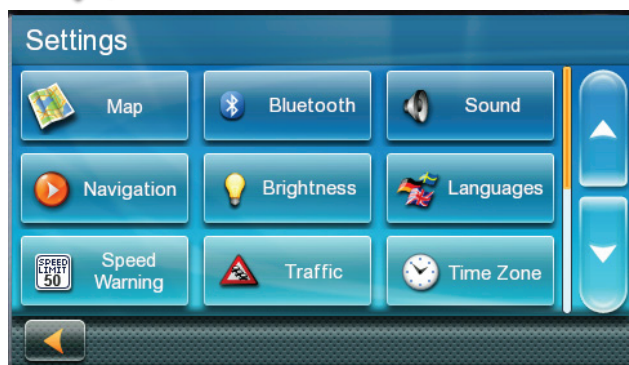 Settings
Map
Bluetooth
Sound
Navigation
Brightness
Languages
SPEED
LIMIT
50
Speed
Warning
Traffic
Time Zone